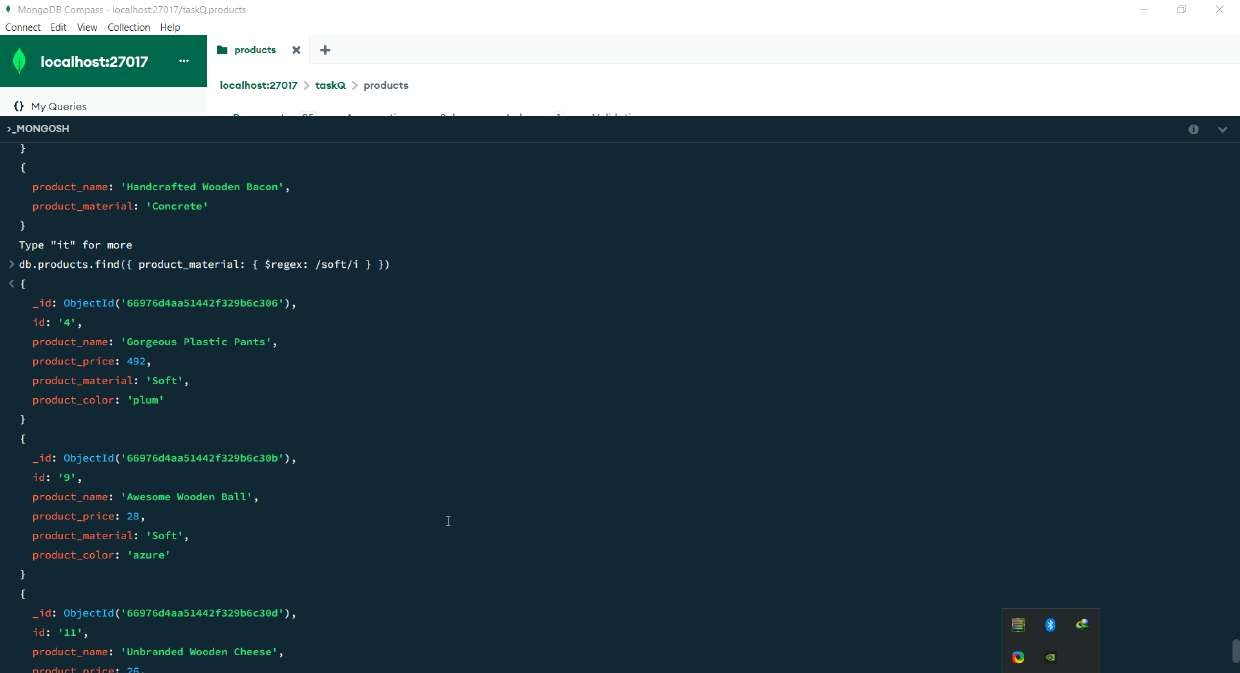 MongoDB Compass - localhost:27017/taskQ.products
Connect Edit View Collection Help
localhost:27017 ...
products
localhost:27017 > taskQ > products
{} My Queries
>_MONGOSH
}
{
product_name: 'Handcrafted Wooden Bacon',
product_material: 'Concrete'
}
Type "it" for more
> db.products.find({ product_material: { $regex: /soft/i } })
< {
_id: ObjectId('66976d4aa51442f329b6c306'),
id: '4',
product_name: 'Gorgeous Plastic Pants',
product_price: 492,
product_material: 'Soft',
product_color: 'plum'
}
{
_id: ObjectId('66976d4aa51442f329b6c30b'),
id: '9',
product_name: 'Awesome Wooden Ball',
product_price: 28,
product_material: 'Soft',
product_color: 'azure'
}
{
_id: ObjectId('66976d4aa51442f329b6c30d'),
id: '11',
product_name: 'Unbranded Wooden Cheese',
product_price: 26,